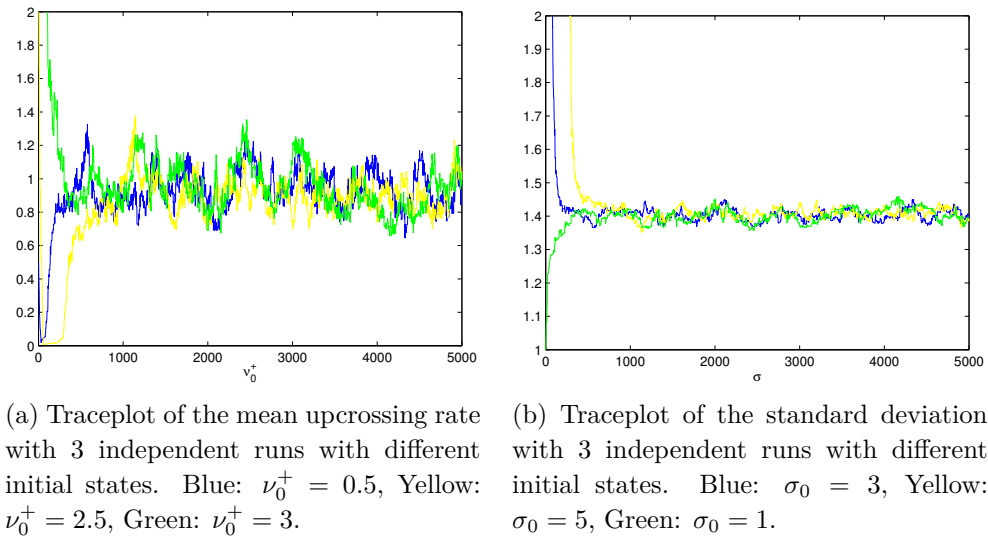 2
1.8
1.6
1.4
1.2
1
0.8
0.6
0.4
0.2
0
0 1000 2000 3000 4000 5000
ν₀⁺
2
1.9
1.8
1.7
1.6
1.5
1.4
1.3
1.2
1.1
1
0 1000 2000 3000 4000 5000
σ
(a) Traceplot of the mean upcrossing rate
with 3 independent runs with different
initial states. Blue: ν₀⁺ = 0.5, Yellow:
ν₀⁺ = 2.5, Green: ν₀⁺ = 3.
(b) Traceplot of the standard deviation
with 3 independent runs with different
initial states. Blue: σ₀ = 3, Yellow:
σ₀ = 5, Green: σ₀ = 1.